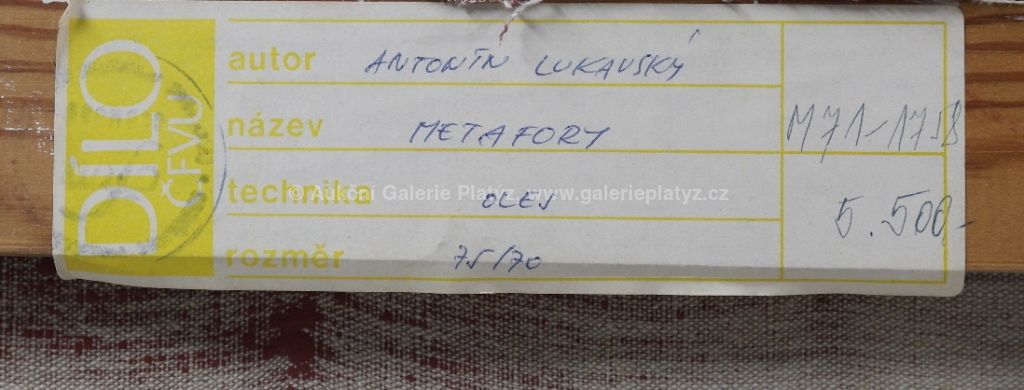 DÍLO
ČFVU
autor ANTONÍN LUKAVSKÝ
název METAFORY
M71-1758
technika OLEJ
© Aukční Galerie Platýz, www.galerieplatyz.cz
5.500,-
rozměr 75/70